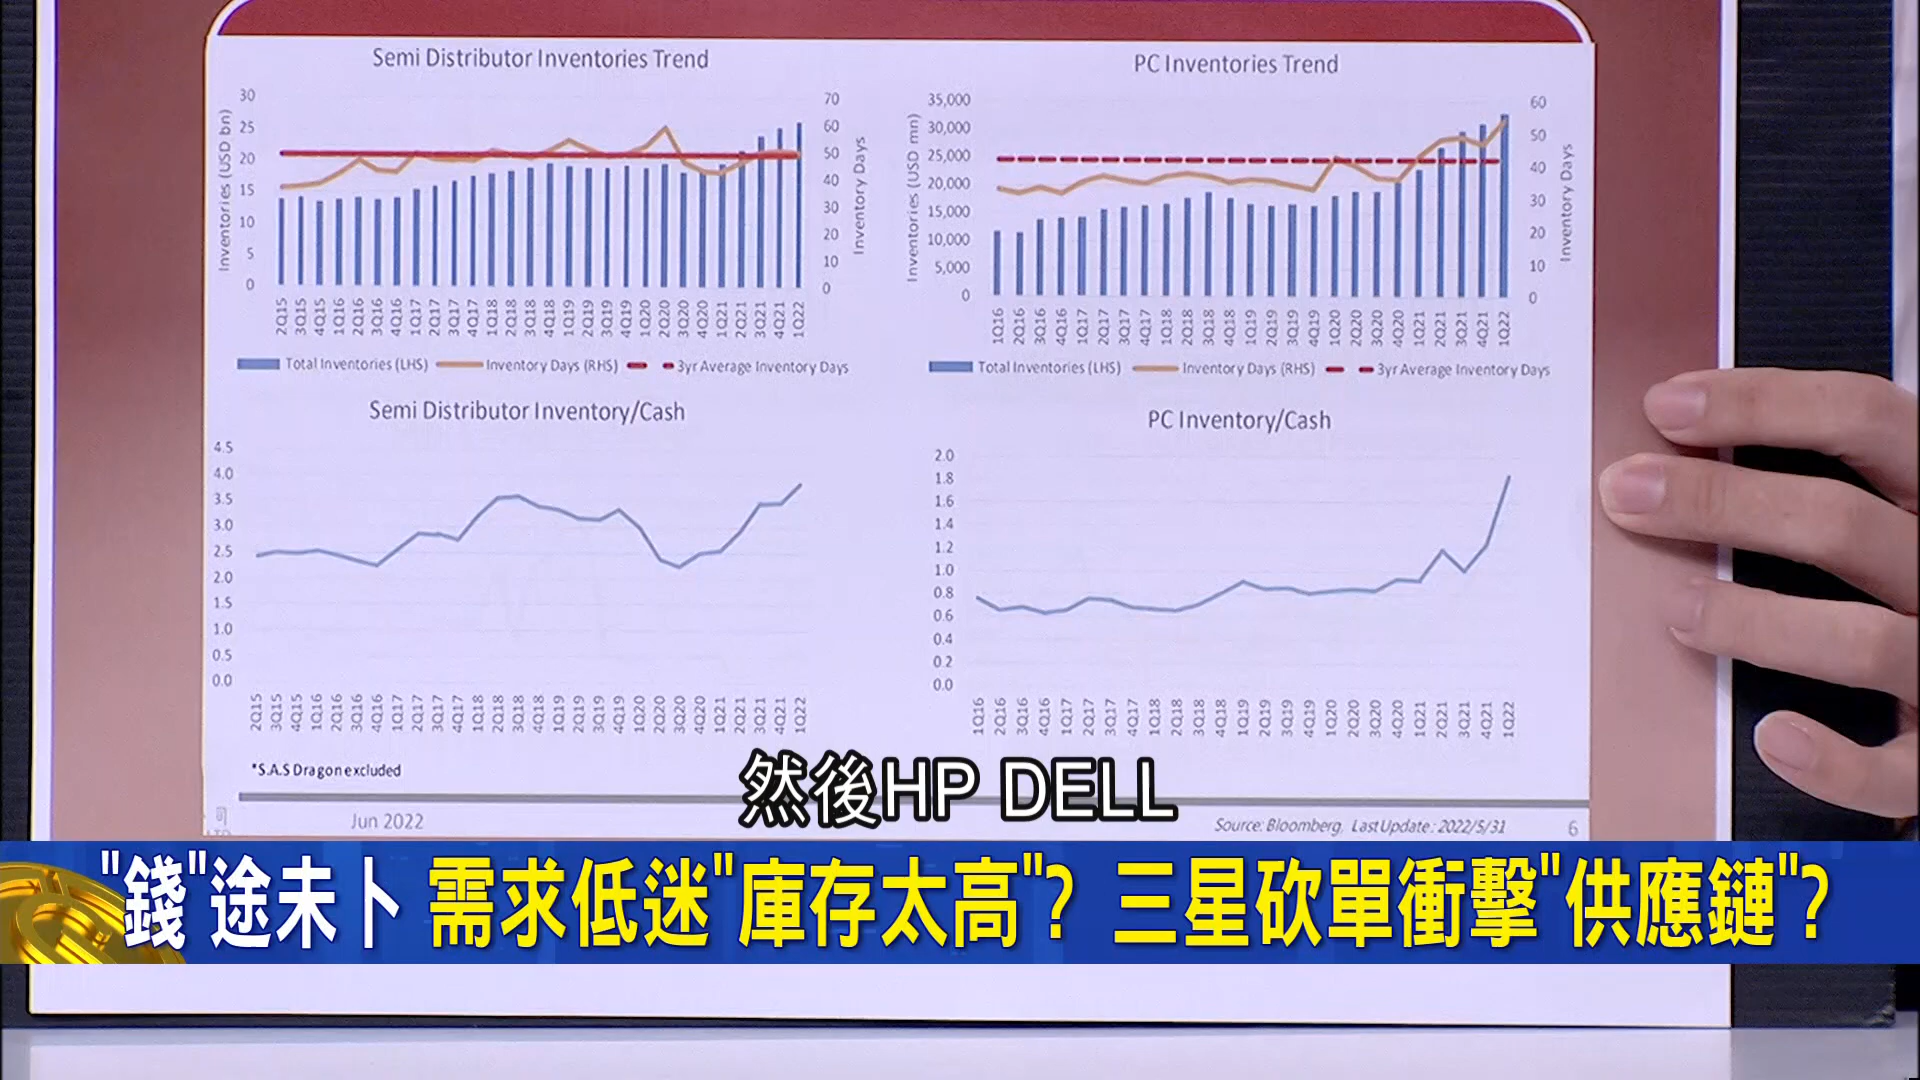 Semi Distributor Inventories Trend
Inventories (USD bn)
30
25
20
15
10
5
0
70
60
50
40
30
20
10
0
Inventory Days
2Q15 3Q15 4Q15 1Q16 2Q16 3Q16 4Q16 1Q17 2Q17 3Q17 4Q17 1Q18 2Q18 3Q18 4Q18 1Q19 2Q19 3Q19 4Q19 1Q20 2Q20 3Q20 4Q20 1Q21 2Q21 3Q21 4Q21 1Q22
Total Inventories (LHS) Inventory Days (RHS) 3yr Average Inventory Days
PC Inventories Trend
Inventories (USD mn)
35,000
30,000
25,000
20,000
15,000
10,000
5,000
0
60
50
40
30
20
10
0
Inventory Days
1Q16 2Q16 3Q16 4Q16 1Q17 2Q17 3Q17 4Q17 1Q18 2Q18 3Q18 4Q18 1Q19 2Q19 3Q19 4Q19 1Q20 2Q20 3Q20 4Q20 1Q21 2Q21 3Q21 4Q21 1Q22
Total Inventories (LHS) Inventory Days (RHS) 3yr Average Inventory Days
Semi Distributor Inventory/Cash
4.5
4.0
3.5
3.0
2.5
2.0
1.5
1.0
0.5
0.0
2Q15 3Q15 4Q15 1Q16 2Q16 3Q16 4Q16 1Q17 2Q17 3Q17 4Q17 1Q18 2Q18 3Q18 4Q18 1Q19 2Q19 3Q19 4Q19 1Q20 2Q20 3Q20 4Q20 1Q21 2Q21 3Q21 4Q21 1Q22
PC Inventory/Cash
2.0
1.8
1.6
1.4
1.2
1.0
0.8
0.6
0.4
0.2
0.0
1Q16 2Q16 3Q16 4Q16 1Q17 2Q17 3Q17 4Q17 1Q18 2Q18 3Q18 4Q18 1Q19 2Q19 3Q19 4Q19 1Q20 2Q20 3Q20 4Q20 1Q21 2Q21 3Q21 4Q21 1Q22
*S.A.S Dragon excluded
然後HP DELL
Jun 2022
Source: Bloomberg, Last Update: 2022/5/31
6
"錢"途未卜 需求低迷"庫存太高"? 三星砍單衝擊"供應鏈"?